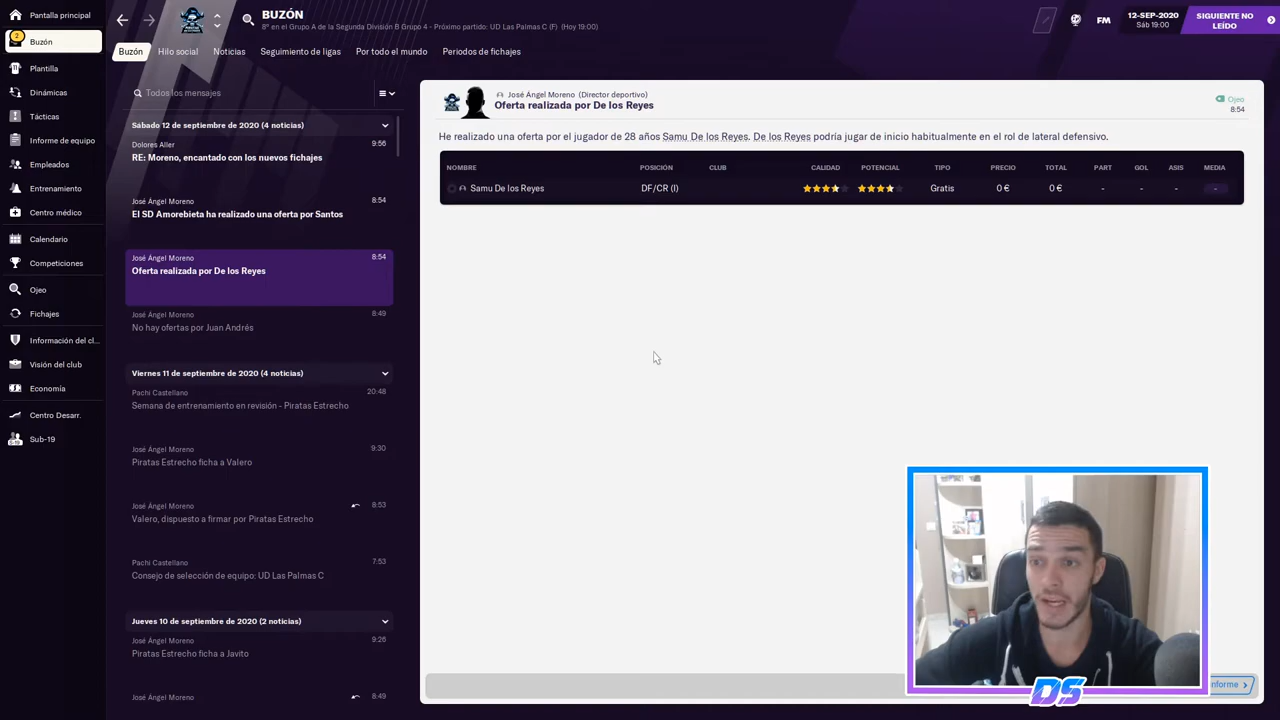 Pantalla principal
2
Buzón
Plantilla
Dinámicas
Tácticas
Informe de equipo
Empleados
Entrenamiento
Centro médico
Calendario
Competiciones
Ojeo
Fichajes
Información del cl...
Visión del club
Economía
Centro Desarr.
Sub-19
BUZÓN
8º en el Grupo A de la Segunda División B Grupo 4 - Próximo partido: UD Las Palmas C (F) (Hoy 19:00)
FM
12-SEP-2020
Sáb 19:00
SIGUIENTE NO LEÍDO
Buzón Hilo social Noticias Seguimiento de ligas Por todo el mundo Periodos de fichajes
Todos los mensajes
Sábado 12 de septiembre de 2020 (4 noticias)
Dolores Aller 9:56
RE: Moreno, encantado con los nuevos fichajes
José Ángel Moreno 8:54
El SD Amorebieta ha realizado una oferta por Santos
José Ángel Moreno 8:54
Oferta realizada por De los Reyes
José Ángel Moreno 8:49
No hay ofertas por Juan Andrés
Viernes 11 de septiembre de 2020 (4 noticias)
Pachi Castellano 20:48
Semana de entrenamiento en revisión - Piratas Estrecho
José Ángel Moreno 9:30
Piratas Estrecho ficha a Valero
José Ángel Moreno 8:53
Valero, dispuesto a firmar por Piratas Estrecho
Pachi Castellano 7:53
Consejo de selección de equipo: UD Las Palmas C
Jueves 10 de septiembre de 2020 (2 noticias)
José Ángel Moreno 9:26
Piratas Estrecho ficha a Javito
José Ángel Moreno 8:49
José Ángel Moreno (Director deportivo)
Oferta realizada por De los Reyes
Ojeo
8:54
He realizado una oferta por el jugador de 28 años Samu De los Reyes. De los Reyes podría jugar de inicio habitualmente en el rol de lateral defensivo.
NOMBRE POSICIÓN CLUB CALIDAD POTENCIAL TIPO PRECIO TOTAL PART GOL ASIS MEDIA
Samu De los Reyes DF/CR (I) Gratis 0 € 0 € - - - -
DS